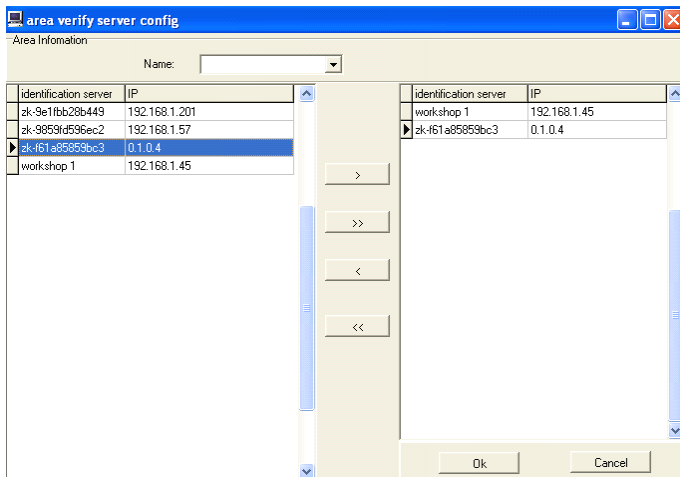 area verify server config
Area Infomation
Name:
identification server IP
zk-9e1fbb28b449 192.168.1.201
zk-9859fd596ec2 192.168.1.57
zk-f61a85859bc3 0.1.0.4
workshop 1 192.168.1.45
>
>>
<
<<
identification server IP
workshop 1 192.168.1.45
zk-f61a85859bc3 0.1.0.4
Ok Cancel